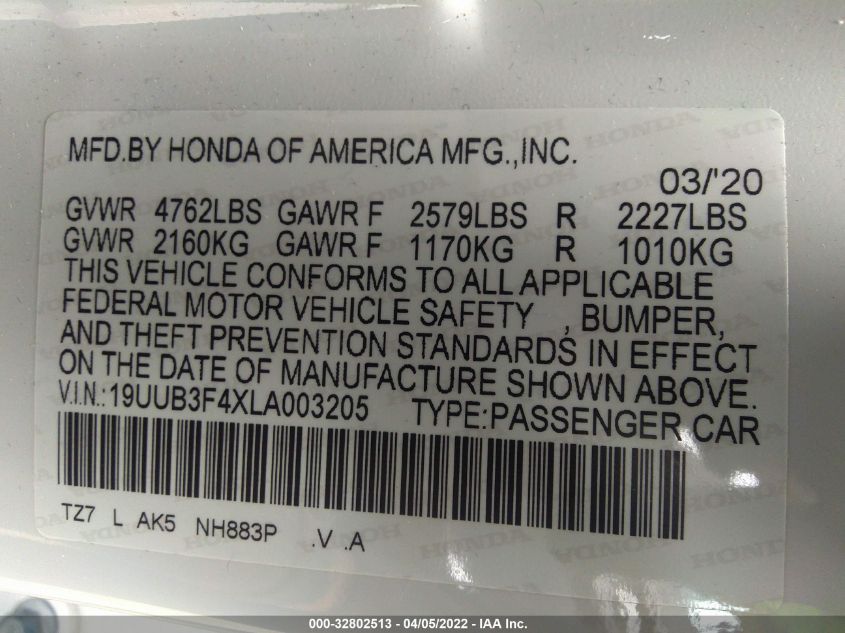 MFD.BY HONDA OF AMERICA MFG.,INC.
03/'20
GVWR 4762LBS GAWR F 2579LBS R 2227LBS
GVWR 2160KG GAWR F 1170KG R 1010KG
THIS VEHICLE CONFORMS TO ALL APPLICABLE
FEDERAL MOTOR VEHICLE SAFETY , BUMPER,
AND THEFT PREVENTION STANDARDS IN EFFECT
ON THE DATE OF MANUFACTURE SHOWN ABOVE.
V.I.N.:19UUB3F4XLA003205 TYPE:PASSENGER CAR
TZ7 L AK5 NH883P .V .A
000-32802513 - 04/05/2022 - IAA Inc.